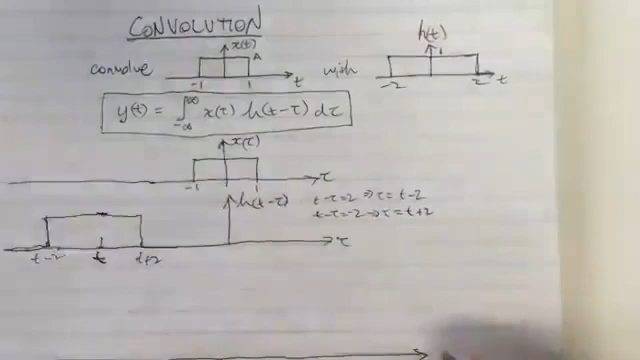 CONVOLUTION
convolve x(t) A -1 1 t with h(t) 1 -2 2 t
y(t) = ∫_{-∞}^{∞} x(τ) h(t-τ) dτ
x(τ)
-1 1 τ
h(t-τ) t-τ=2 ⇒ τ=t-2
t-τ=-2 ⇒ τ=t+2
t-2 t t+2 τ